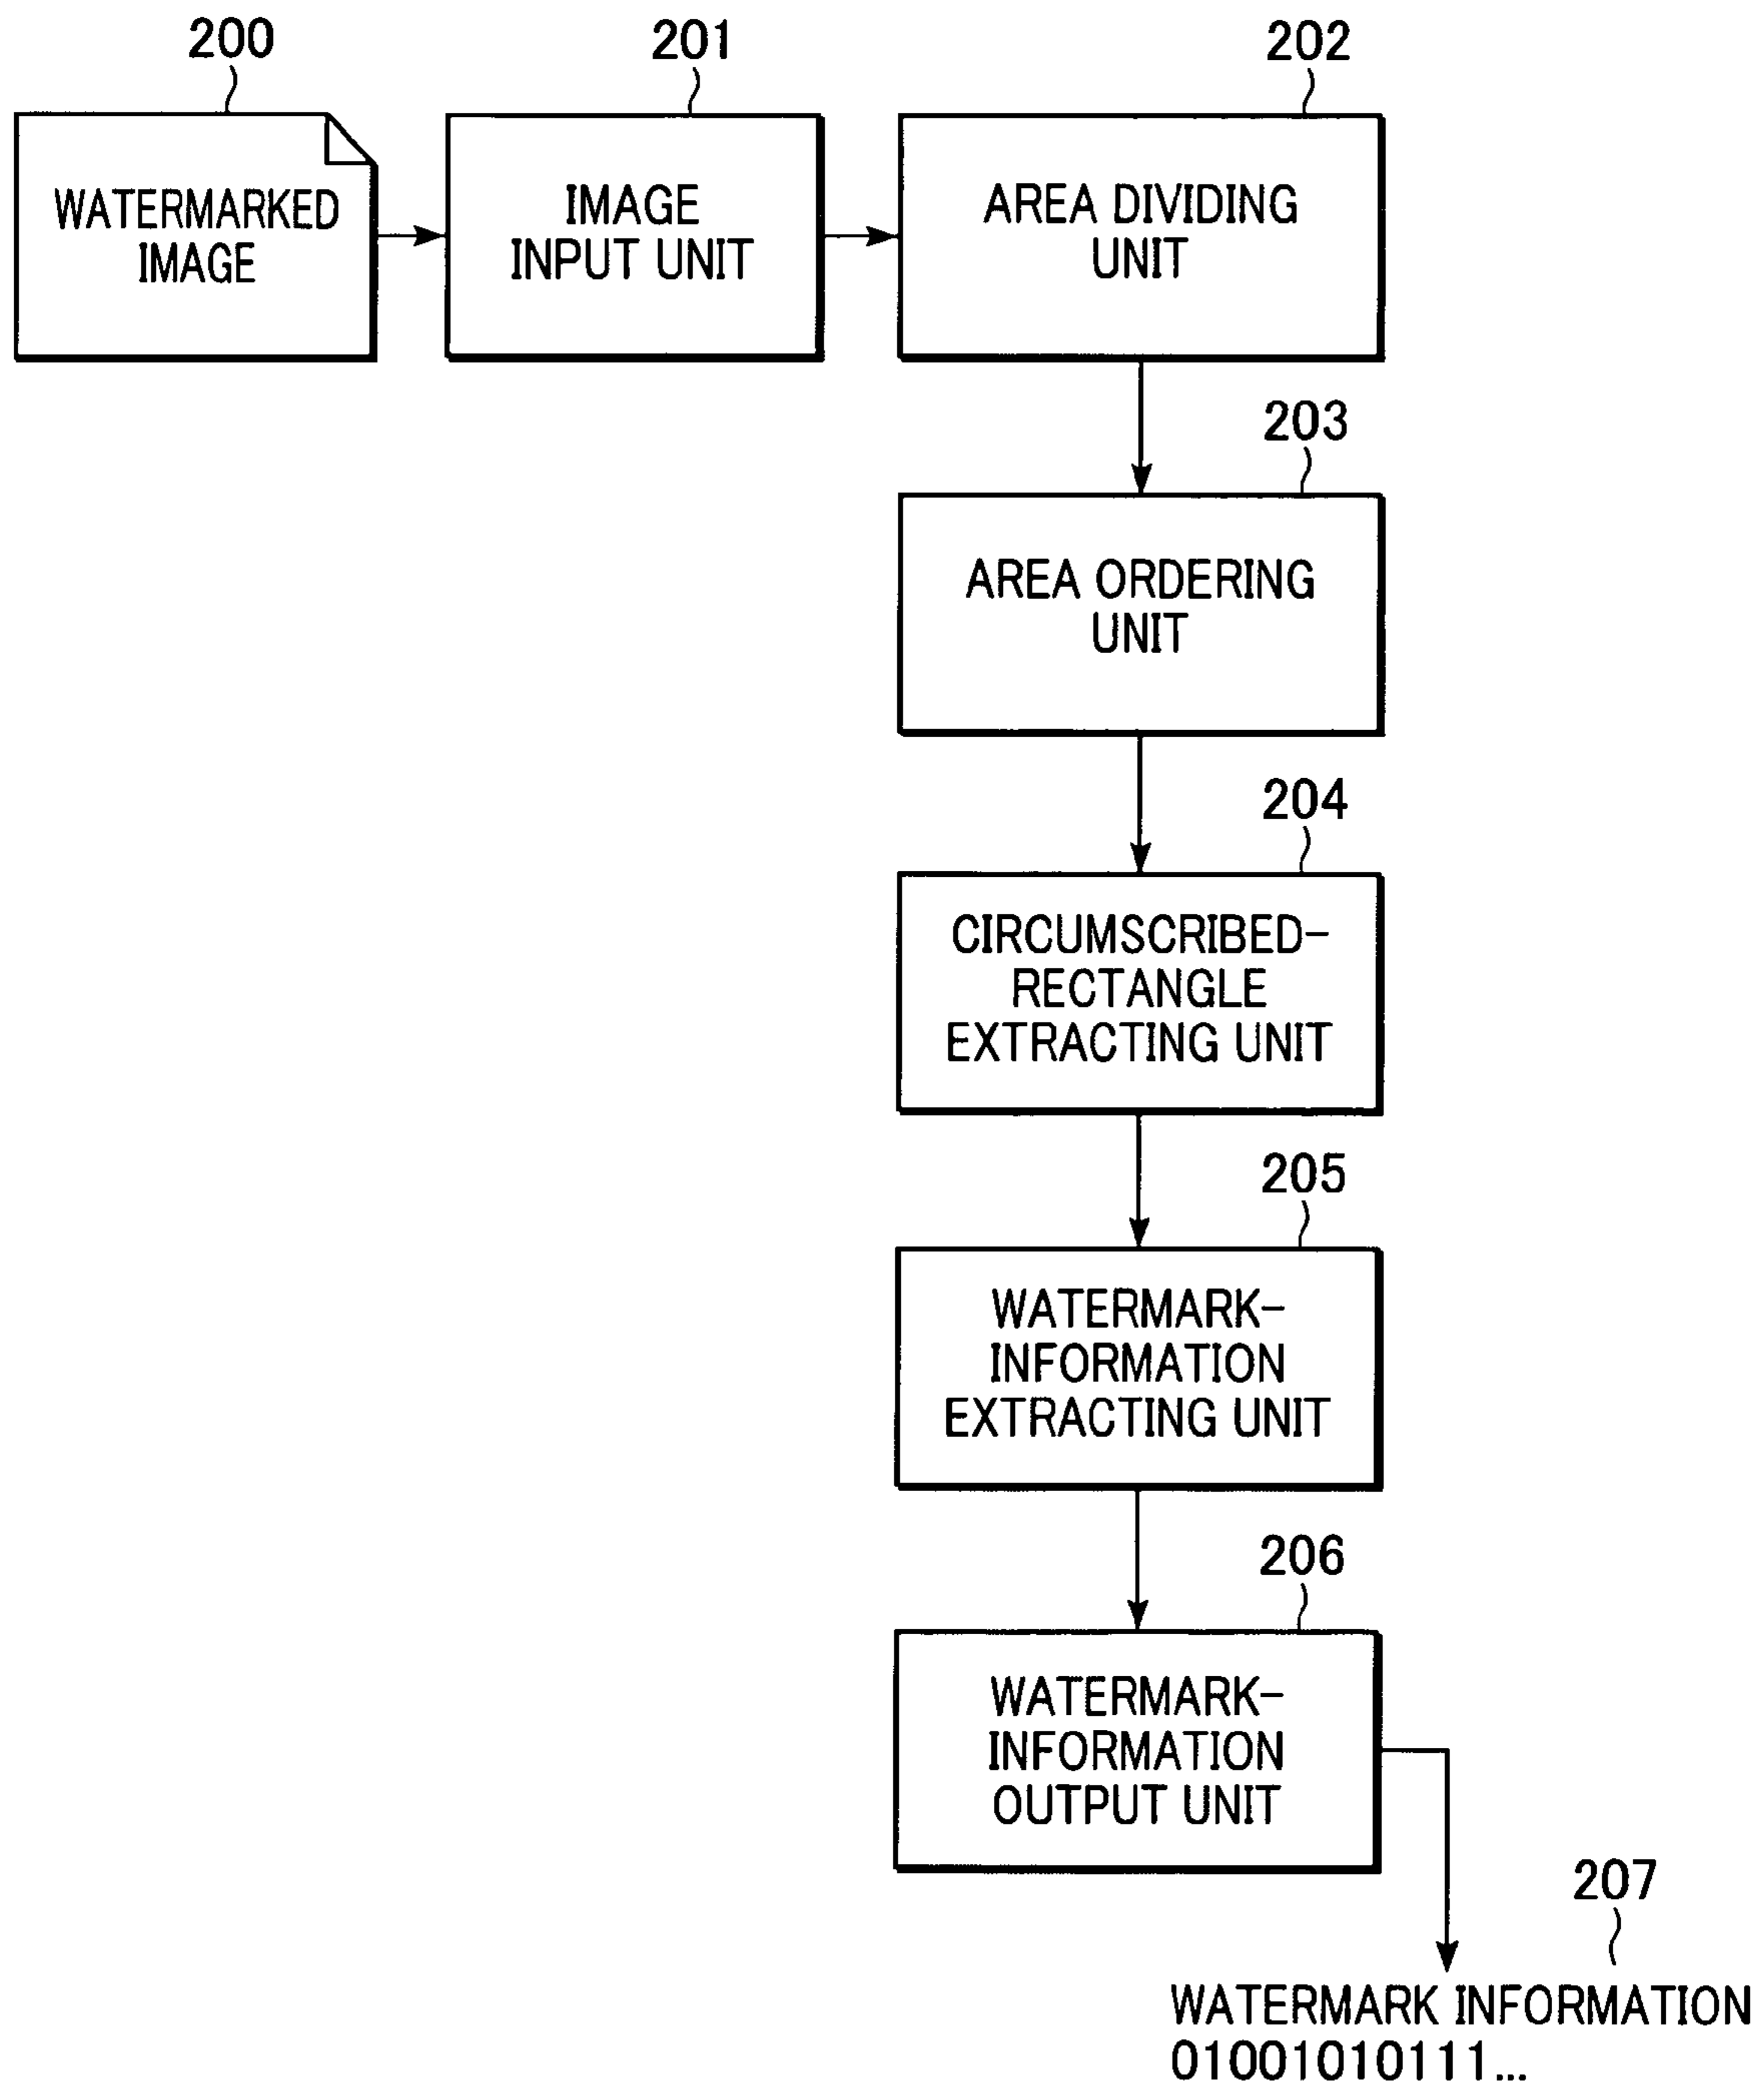 200
WATERMARKED
IMAGE
201
IMAGE
INPUT UNIT
202
AREA DIVIDING
UNIT
203
AREA ORDERING
UNIT
204
CIRCUMSCRIBED-
RECTANGLE
EXTRACTING UNIT
205
WATERMARK-
INFORMATION
EXTRACTING UNIT
206
WATERMARK-
INFORMATION
OUTPUT UNIT
207
WATERMARK INFORMATION
01001010111...